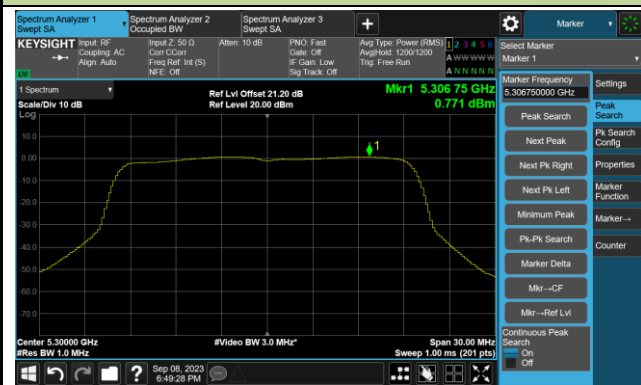 Spectrum Analyzer 1
Swept SA
Spectrum Analyzer 2
Occupied BW
Spectrum Analyzer 3
Swept SA
+
Marker
KEYSIGHT
Input: RF
Coupling: AC
Align: Auto
Input Z: 50 Ω
Corr CCorr
Freq Ref: Int (S)
NFE: Off
Atten: 10 dB
PNO: Fast
Gate: Off
IF Gain: Low
Sig Track: Off
Avg Type: Power (RMS)
Avg|Hold: 1200/1200
Trig: Free Run
1 2 3 4 5 6
A W W W W W
A N N N N N
Select Marker
Marker 1
1 Spectrum
Scale/Div 10 dB
Log
Ref Lvl Offset 21.20 dB
Ref Level 20.00 dBm
Mkr1 5.306 75 GHz
0.771 dBm
1
10.0
0.00
-10.0
-20.0
-30.0
-40.0
-50.0
-60.0
-70.0
Center 5.30000 GHz
#Res BW 1.0 MHz
#Video BW 3.0 MHz*
Span 30.00 MHz
Sweep 1.00 ms (201 pts)
Marker Frequency
5.306750000 GHz
Peak Search
Next Peak
Next Pk Right
Next Pk Left
Minimum Peak
Pk-Pk Search
Marker Delta
Mkr→CF
Mkr→Ref Lvl
Continuous Peak
Search
On
Off
Settings
Peak
Search
Pk Search
Config
Properties
Marker
Function
Marker→
Counter
?
Sep 08, 2023
6:49:28 PM